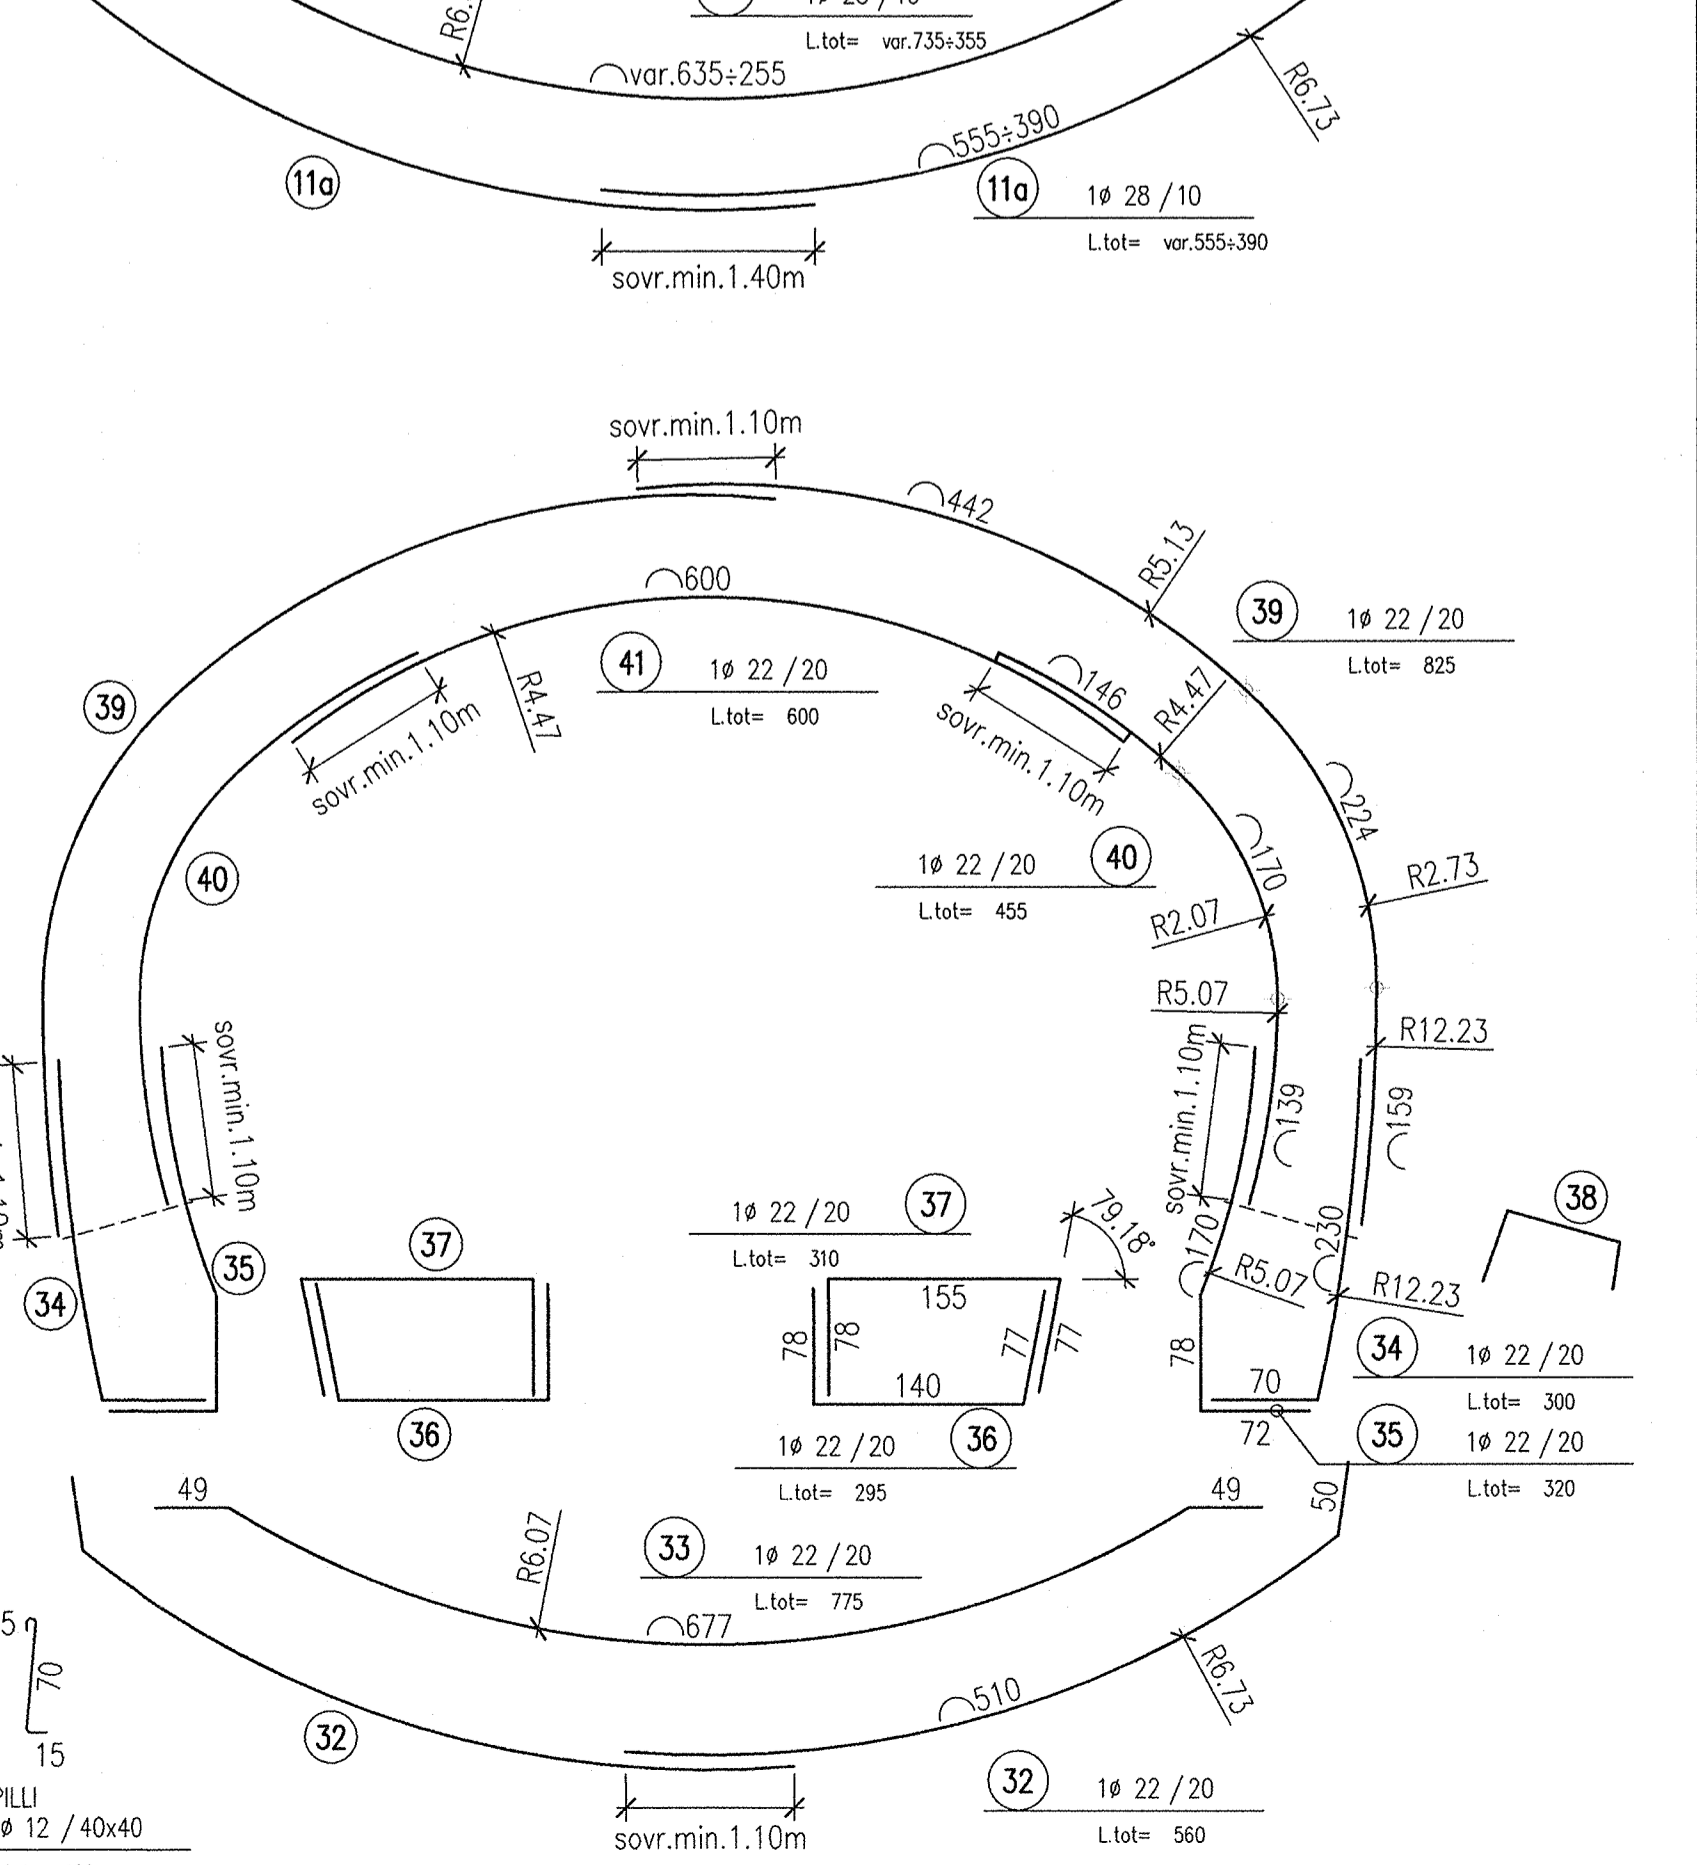 L.tot= var.735÷355
var.635÷255
R6.73
555÷390
11a
11a 1ø 28 /10
L.tot= var.555÷390
sovr.min.1.40m
sovr.min.1.10m
442
R5.13
600
39 1ø 22 /20
L.tot= 825
41 1ø 22 /20
L.tot= 600
R4.47
146
R4.47
39
sovr.min.1.10m
sovr.min.1.10m
224
170
40
1ø 22 /20 40
L.tot= 455
R2.73
R2.07
R5.07
R12.23
sovr.min.1.10m
sovr.min.1.10m
139
159
37
1ø 22 /20 37
L.tot= 310
79.18°
170
230
38
35
34
R5.07
R12.23
155
78
78
77
77
78
140
70
72
34 1ø 22 /20
L.tot= 300
35 1ø 22 /20
L.tot= 320
36
1ø 22 /20 36
L.tot= 295
49
49
50
R6.07
33 1ø 22 /20
L.tot= 775
677
R6.73
510
32
70
15
32 1ø 22 /20
L.tot= 560
ø 12 /40x40
sovr.min.1.10m